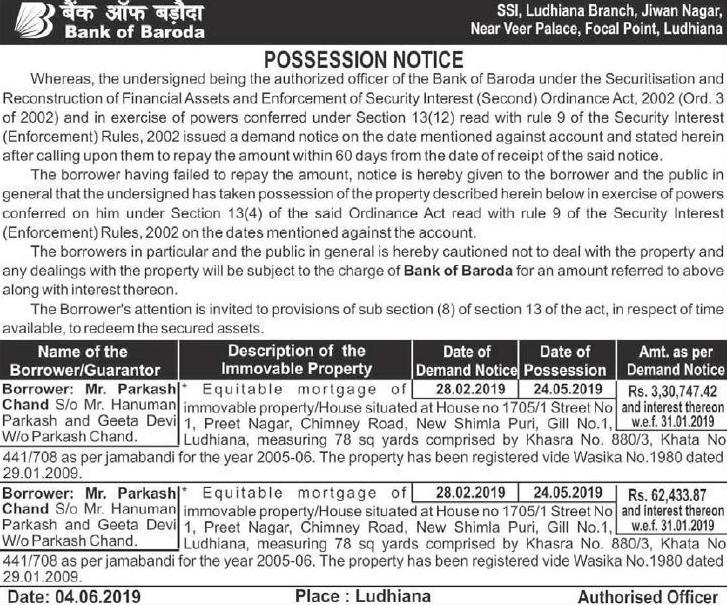 बैंक ऑफ बड़ौदा
Bank of Baroda
SSI, Ludhiana Branch, Jiwan Nagar,
Near Veer Palace, Focal Point, Ludhiana
POSSESSION NOTICE
Whereas, the undersigned being the authorized officer of the Bank of Baroda under the Securitisation and
Reconstruction of Financial Assets and Enforcement of Security Interest (Second) Ordinance Act, 2002 (Ord. 3
of 2002) and in exercise of powers conferred under Section 13(12) read with rule 9 of the Security Interest
(Enforcement) Rules, 2002 issued a demand notice on the date mentioned against account and stated herein
after calling upon them to repay the amount within 60 days from the date of receipt of the said notice.
The borrower having failed to repay the amount, notice is hereby given to the borrower and the public in
general that the undersigned has taken possession of the property described herein below in exercise of powers
conferred on him under Section 13(4) of the said Ordinance Act read with rule 9 of the Security Interest
(Enforcement) Rules, 2002 on the dates mentioned against the account.
The borrowers in particular and the public in general is hereby cautioned not to deal with the property and
any dealings with the property will be subject to the charge of Bank of Baroda for an amount referred to above
along with interest thereon.
The Borrower's attention is invited to provisions of sub section (8) of section 13 of the act, in respect of time
available, to redeem the secured assets.
Name of the Borrower/Guarantor
Description of the Immovable Property
Date of Demand Notice
Date of Possession
Amt. as per Demand Notice
Borrower: Mr. Parkash
Chand S/o Mr. Hanuman
Parkash and Geeta Devi
W/o Parkash Chand.
* Equitable mortgage of
immovable property/House situated at House no 1705/1 Street No
1, Preet Nagar, Chimney Road, New Shimla Puri, Gill No.1,
Ludhiana, measuring 78 sq yards comprised by Khasra No. 880/3, Khata No
441/708 as per jamabandi for the year 2005-06. The property has been registered vide Wasika No.1980 dated
29.01.2009.
28.02.2019
24.05.2019
Rs. 3,30,747.42
and interest thereon
w.e.f. 31.01.2019
Borrower: Mr. Parkash
Chand S/o Mr. Hanuman
Parkash and Geeta Devi
W/o Parkash Chand.
* Equitable mortgage of
immovable property/House situated at House no 1705/1 Street No
1, Preet Nagar, Chimney Road, New Shimla Puri, Gill No.1,
Ludhiana, measuring 78 sq yards comprised by Khasra No. 880/3, Khata No
441/708 as per jamabandi for the year 2005-06. The property has been registered vide Wasika No.1980 dated
29.01.2009.
28.02.2019
24.05.2019
Rs. 62,433.87
and interest thereon
w.e.f. 31.01.2019
Date: 04.06.2019
Place : Ludhiana
Authorised Officer